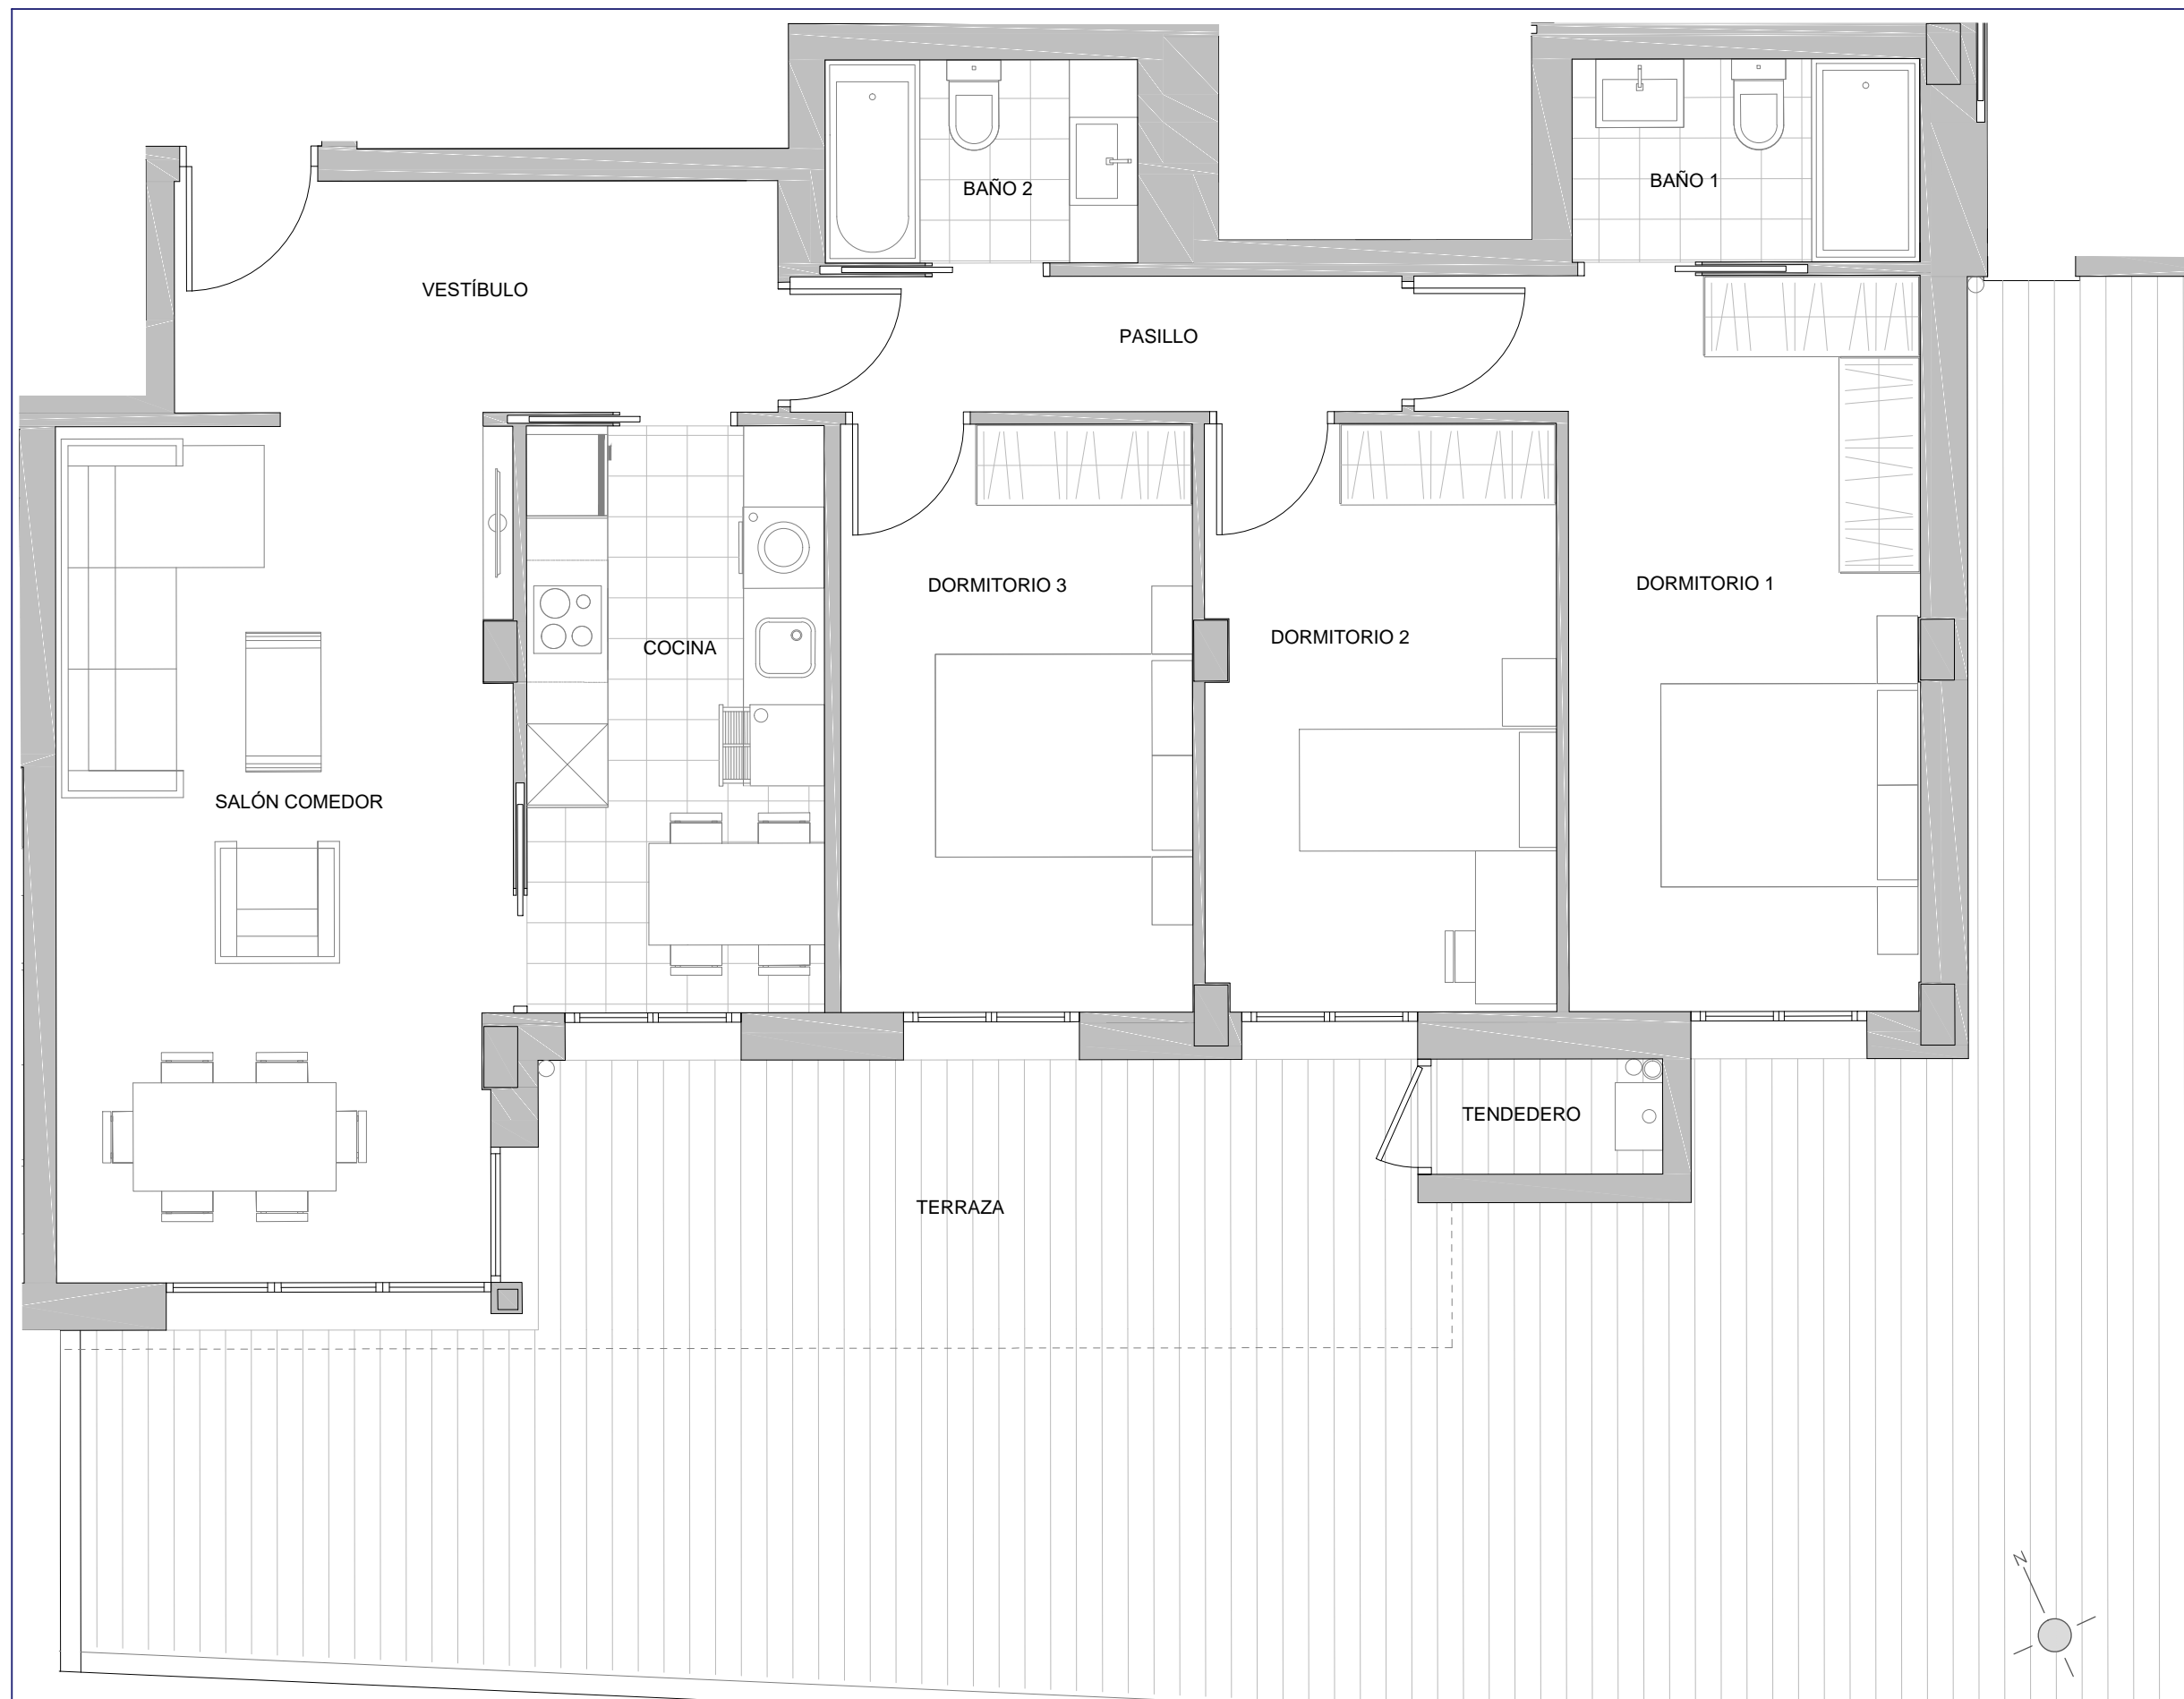 BAÑO 2
BAÑO 1
VESTÍBULO
PASILLO
DORMITORIO 3
DORMITORIO 1
DORMITORIO 2
COCINA
SALÓN COMEDOR
TENDEDERO
TERRAZA
N